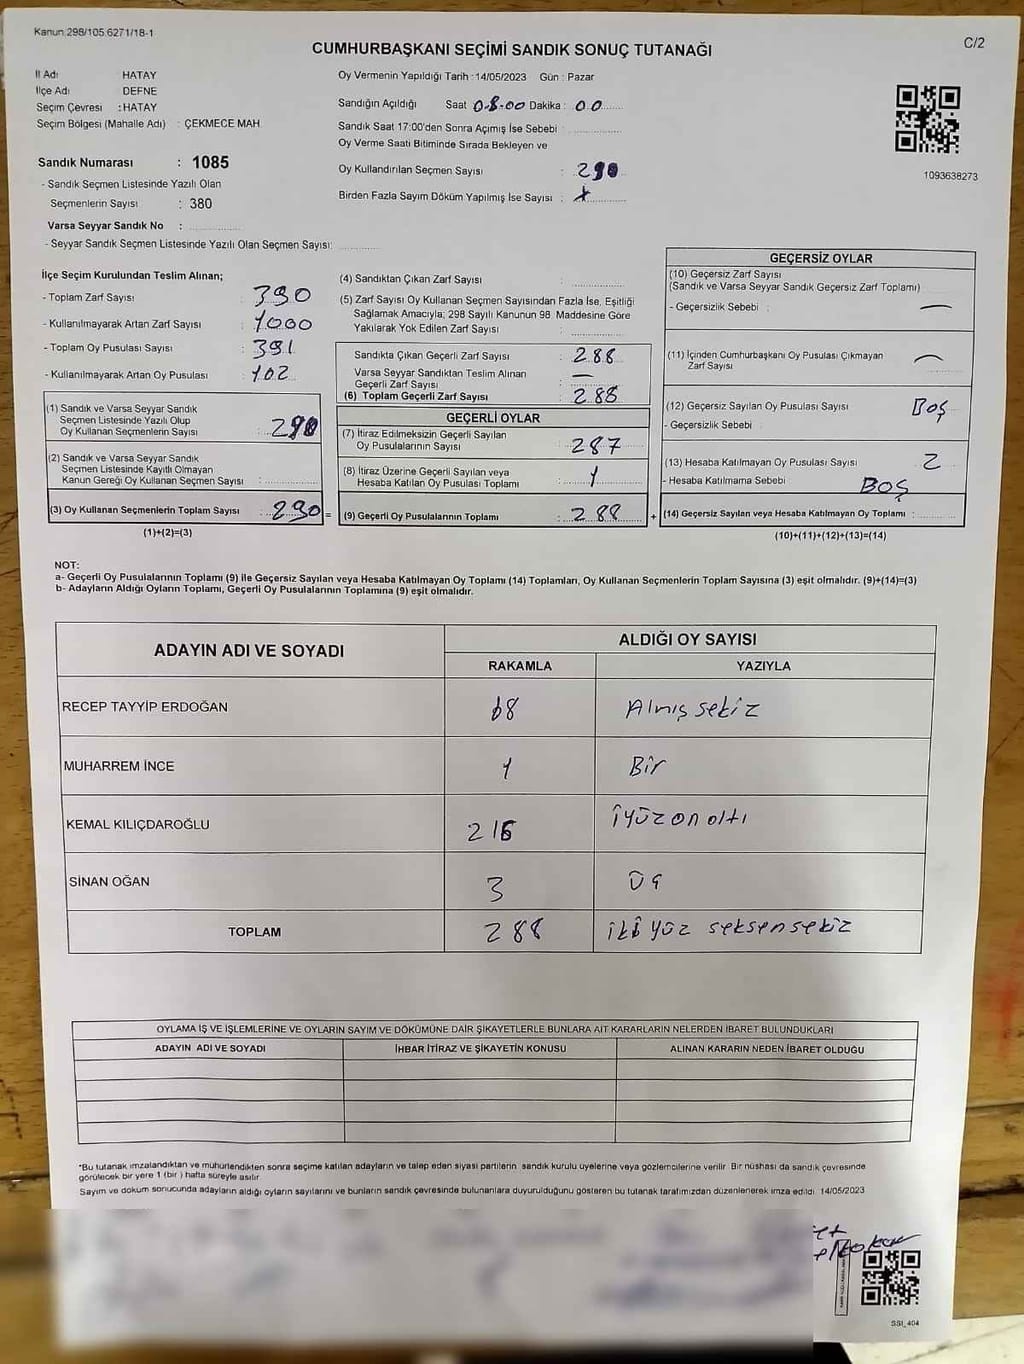 Kanun 298/105.6271/18-1
C/2
CUMHURBAŞKANI SEÇİMİ SANDIK SONUÇ TUTANAĞI
İl Adı : HATAY
İlçe Adı : DEFNE
Seçim Çevresi : HATAY
Seçim Bölgesi (Mahalle Adı) : ÇEKMECE MAH.
Sandık Numarası : 1085
- Sandık Seçmen Listesinde Yazılı Olan
Seçmenlerin Sayısı : 380
Varsa Seyyar Sandık No :
- Seyyar Sandık Seçmen Listesinde Yazılı Olan Seçmen Sayısı:
Oy Vermenin Yapıldığı Tarih : 14/05/2023 Gün : Pazar
Sandığın Açıldığı Saat 08.00 Dakika : 00
Sandık Saat 17:00'den Sonra Açımış İse Sebebi :
Oy Verme Saati Bitiminde Sırada Bekleyen ve
Oy Kullandırılan Seçmen Sayısı : 290
Birden Fazla Sayım Döküm Yapılmış İse Sayısı :
1093638273
İlçe Seçim Kurulundan Teslim Alınan;
- Toplam Zarf Sayısı : 390
- Kullanılmayarak Artan Zarf Sayısı : 1000
- Toplam Oy Pusulası Sayısı : 391
- Kullanılmayarak Artan Oy Pusulası : 102
(1) Sandık ve Varsa Seyyar Sandık
Seçmen Listesinde Yazılı Olup
Oy Kullanan Seçmenlerin Sayısı : 290
(2) Sandık ve Varsa Seyyar Sandık
Seçmen Listesinde Kayıtlı Olmayan
Kanun Gereği Oy Kullanan Seçmen Sayısı :
(3) Oy Kullanan Seçmenlerin Toplam Sayısı : 290 =
(1)+(2)=(3)
(4) Sandıktan Çıkan Zarf Sayısı :
(5) Zarf Sayısı Oy Kullanan Seçmen Sayısından Fazla İse, Eşitliği
Sağlamak Amacıyla; 298 Sayılı Kanunun 98. Maddesine Göre
Yakılarak Yok Edilen Zarf Sayısı :
Sandıkta Çıkan Geçerli Zarf Sayısı : 288
Varsa Seyyar Sandıktan Teslim Alınan
Geçerli Zarf Sayısı : —
(6) Toplam Geçerli Zarf Sayısı : 288
GEÇERLİ OYLAR
(7) İtiraz Edilmeksizin Geçerli Sayılan
Oy Pusulalarının Sayısı : 287
(8) İtiraz Üzerine Geçerli Sayılan veya
Hesaba Katılan Oy Pusulası Toplamı : 1
(9) Geçerli Oy Pusulalarının Toplamı : 288 +
GEÇERSİZ OYLAR
(10) Geçersiz Zarf Sayısı
(Sandık ve Varsa Seyyar Sandık Geçersiz Zarf Toplamı)
- Geçersizlik Sebebi : —
(11) İçinden Cumhurbaşkanı Oy Pusulası Çıkmayan
Zarf Sayısı —
(12) Geçersiz Sayılan Oy Pusulası Sayısı Boş
- Geçersizlik Sebebi :
(13) Hesaba Katılmayan Oy Pusulası Sayısı 2
- Hesaba Katılmama Sebebi : BOŞ
(14) Geçersiz Sayılan veya Hesaba Katılmayan Oy Toplamı :
(10)+(11)+(12)+(13)=(14)
NOT:
a- Geçerli Oy Pusulalarının Toplamı (9) ile Geçersiz Sayılan veya Hesaba Katılmayan Oy Toplamı (14) Toplamları, Oy Kullanan Seçmenlerin Toplam Sayısına (3) eşit olmalıdır. (9)+(14)=(3)
b- Adayların Aldığı Oyların Toplamı, Geçerli Oy Pusulalarının Toplamına (9) eşit olmalıdır.
ADAYIN ADI VE SOYADI ALDIĞI OY SAYISI
RAKAMLA YAZIYLA
RECEP TAYYİP ERDOĞAN 68 Almış sekiz
MUHARREM İNCE 1 Bir
KEMAL KILIÇDAROĞLU 216 İyüzonaltı
SİNAN OĞAN 3 Üç
TOPLAM 288 iki yüz seksensekiz
OYLAMA İŞ VE İŞLEMLERİNE VE OYLARIN SAYIM VE DÖKÜMÜNE DAİR ŞİKAYETLERLE BUNLARA AİT KARARLARIN NELERDEN İBARET BULUNDUKLARI
ADAYIN ADI VE SOYADI İHBAR İTİRAZ VE ŞİKAYETİN KONUSU ALINAN KARARIN NEDEN İBARET OLDUĞU
*Bu tutanak imzalandıktan ve mühürlendikten sonra seçime katılan adayların ve talep eden siyasi partilerin sandık kurulu üyelerine veya gözlemcilerine verilir. Bir nüshası da sandık çevresinde
görülecek bir yere 1 (bir ) hafta süreyle asılır.
Sayım ve döküm sonucunda adayların aldığı oyların sayılarını ve bunların sandık çevresinde bulunanlara duyurulduğunu gösteren bu tutanak tarafımızdan düzenlenerek imza edildi. 14/05/2023
SSI_404